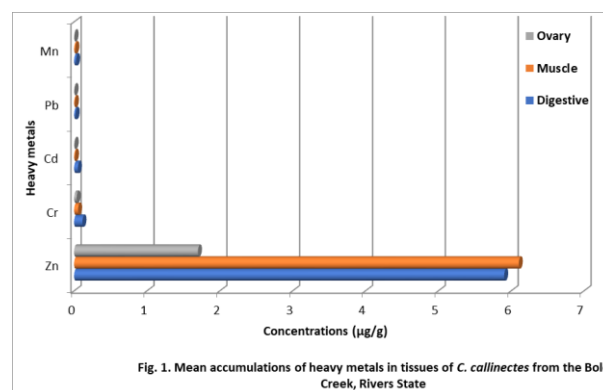 Ovary
Muscle
Digestive
Heavy metals
Mn
Pb
Cd
Cr
Zn
0 1 2 3 4 5 6 7
Concentrations (µg/g)
Fig. 1. Mean accumulations of heavy metals in tissues of C. callinectes from the Bol
Creek, Rivers State